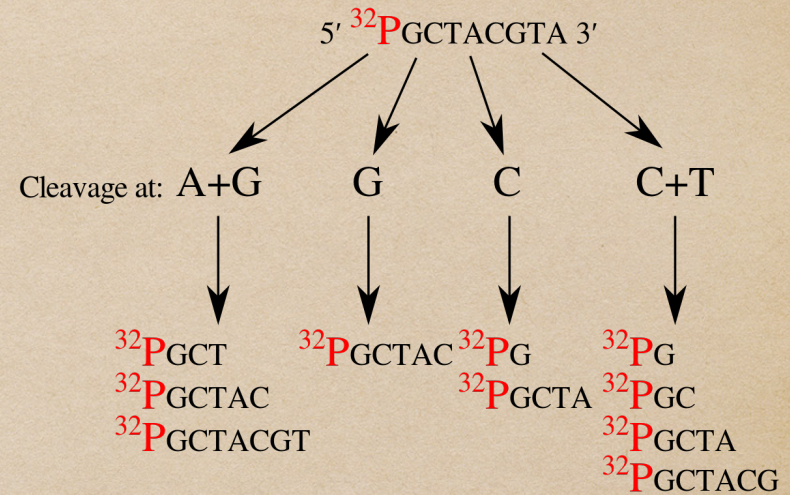 5′ ³²PGCTACGTA 3′
Cleavage at: A+G G C C+T
³²PGCT ³²PGCTAC ³²PG ³²PG
³²PGCTAC ³²PGCTA ³²PGC
³²PGCTACGT ³²PGCTA
³²PGCTACG